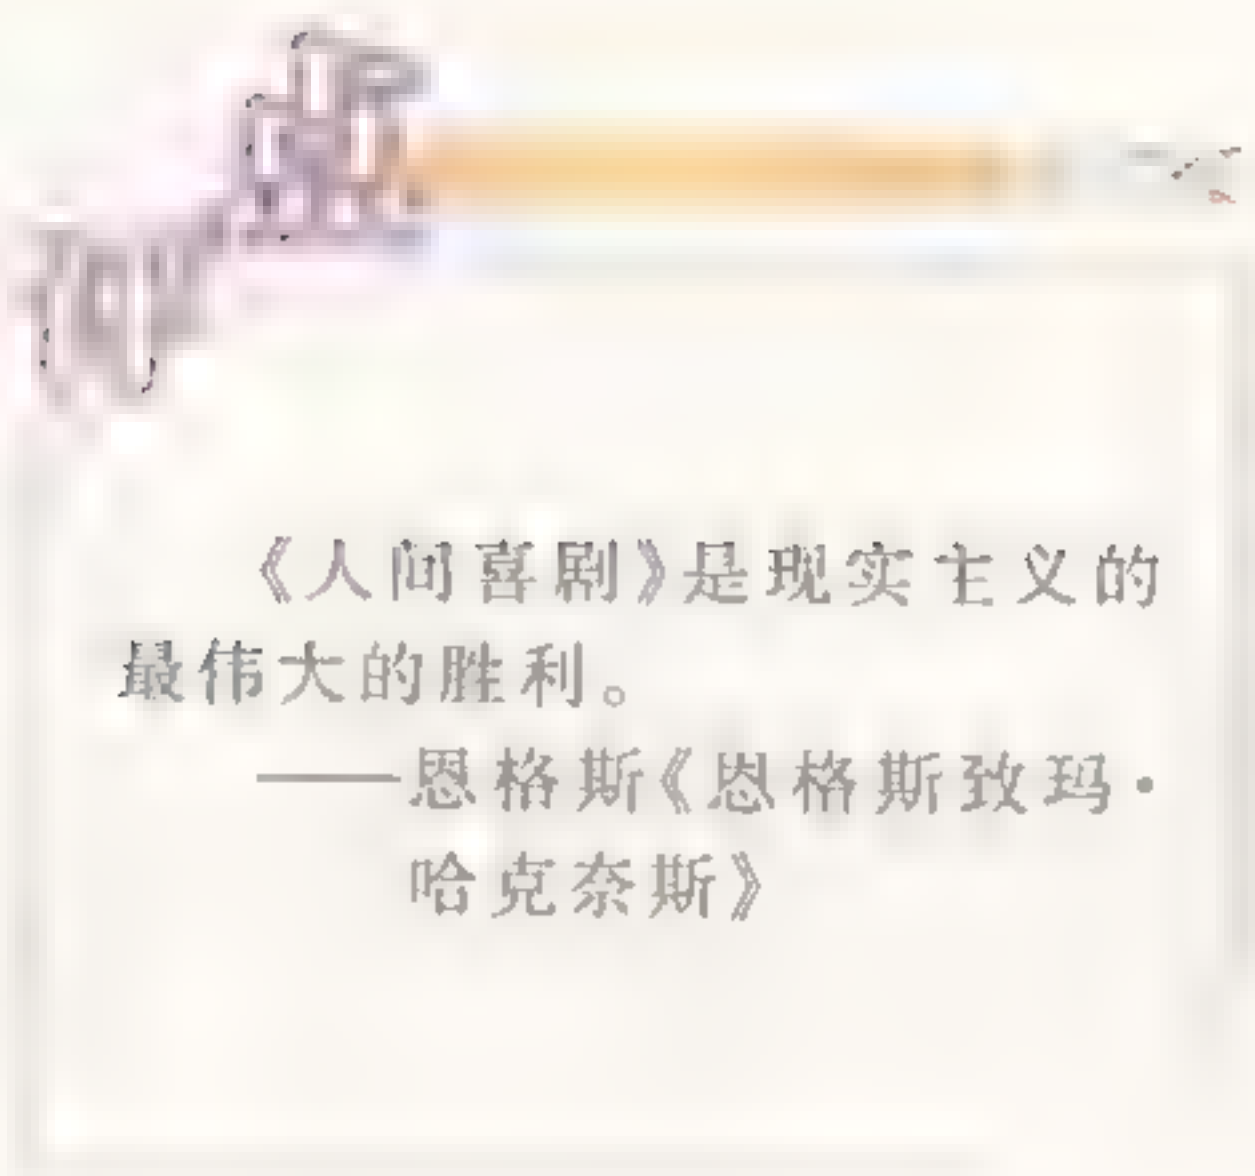 《人间喜剧》是现实主义的
最伟大的胜利。
——恩格斯《恩格斯致玛·
哈克奈斯》